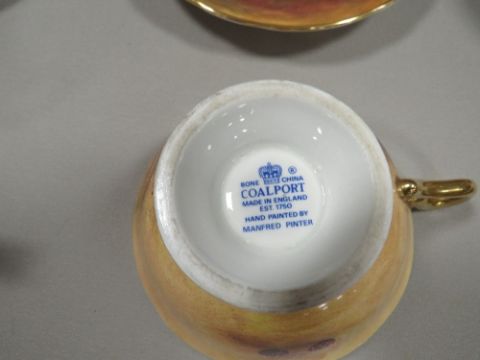 BONE CHINA ®
COALPORT
MADE IN ENGLAND
EST. 1750
HAND PAINTED BY
MANFRED PINTER